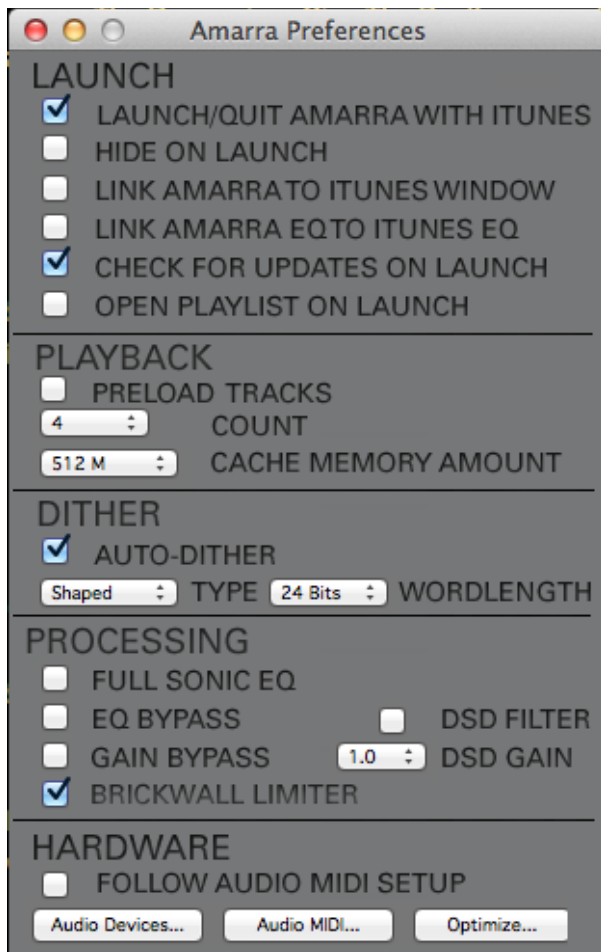 Amarra Preferences
LAUNCH
LAUNCH/QUIT AMARRA WITH ITUNES
HIDE ON LAUNCH
LINK AMARRA TO ITUNES WINDOW
LINK AMARRA EQ TO ITUNES EQ
CHECK FOR UPDATES ON LAUNCH
OPEN PLAYLIST ON LAUNCH
PLAYBACK
PRELOAD TRACKS
4 COUNT
512 M CACHE MEMORY AMOUNT
DITHER
AUTO-DITHER
Shaped TYPE 24 Bits WORDLENGTH
PROCESSING
FULL SONIC EQ
EQ BYPASS DSD FILTER
GAIN BYPASS 1.0 DSD GAIN
BRICKWALL LIMITER
HARDWARE
FOLLOW AUDIO MIDI SETUP
Audio Devices... Audio MIDI... Optimize...